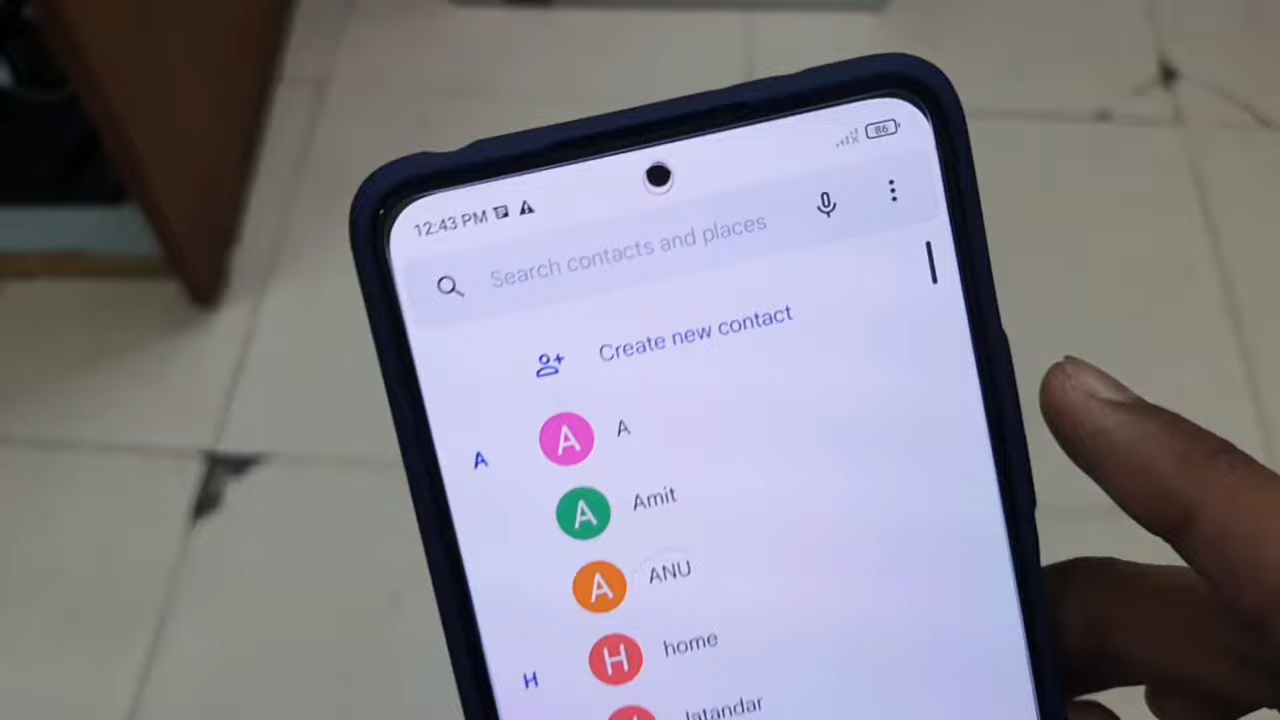 12:43 PM
86
Search contacts and places
Create new contact
A
A
A
A
Amit
A
ANU
H
H
home
Jatandar